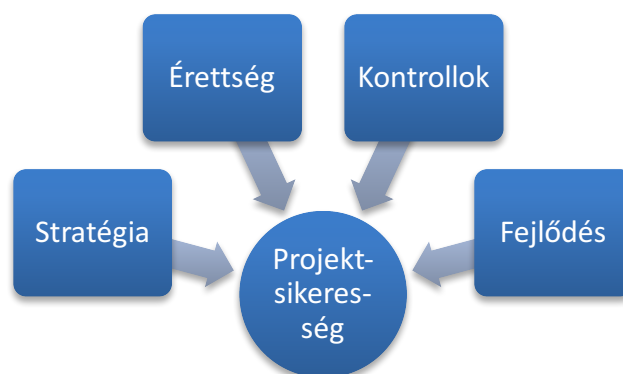 Érettség
Kontrollok
Stratégia
Fejlődés
Projekt-
sikeres-
ség